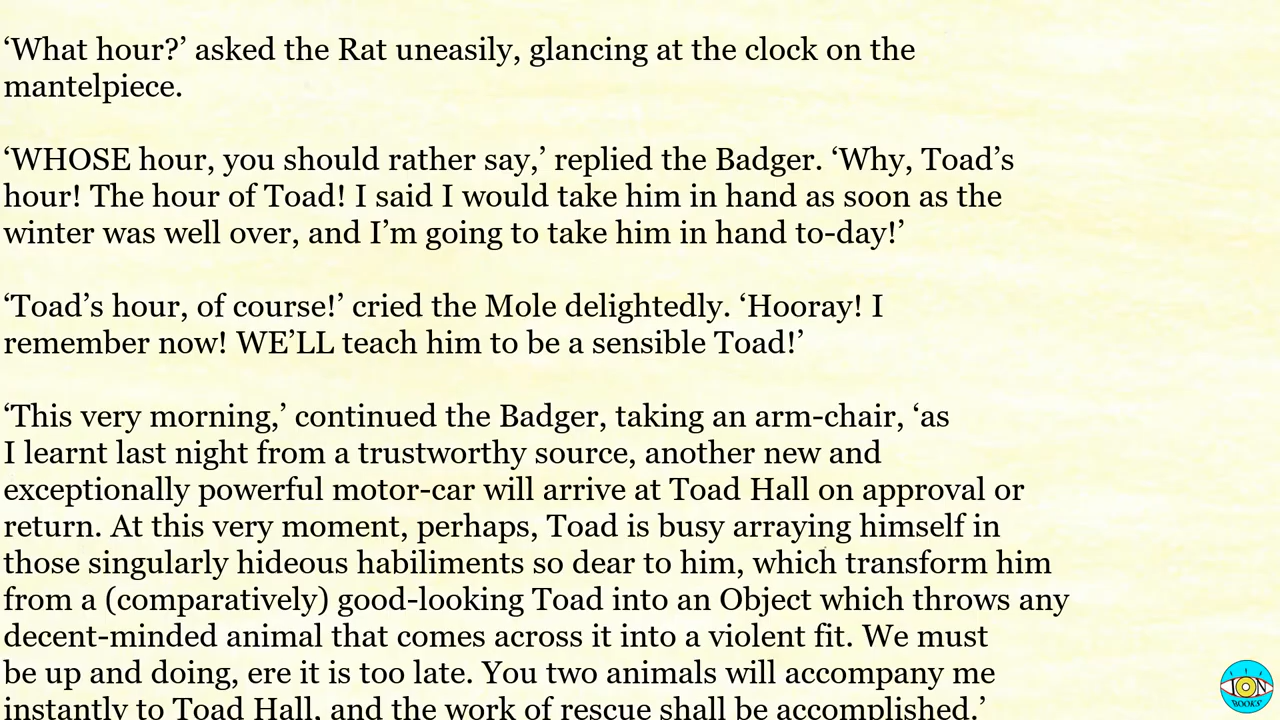 ‘What hour?’ asked the Rat uneasily, glancing at the clock on the
mantelpiece.
‘WHOSE hour, you should rather say,’ replied the Badger. ‘Why, Toad’s
hour! The hour of Toad! I said I would take him in hand as soon as the
winter was well over, and I’m going to take him in hand to-day!’
‘Toad’s hour, of course!’ cried the Mole delightedly. ‘Hooray! I
remember now! WE’LL teach him to be a sensible Toad!’
‘This very morning,’ continued the Badger, taking an arm-chair, ‘as
I learnt last night from a trustworthy source, another new and
exceptionally powerful motor-car will arrive at Toad Hall on approval or
return. At this very moment, perhaps, Toad is busy arraying himself in
those singularly hideous habiliments so dear to him, which transform him
from a (comparatively) good-looking Toad into an Object which throws any
decent-minded animal that comes across it into a violent fit. We must
be up and doing, ere it is too late. You two animals will accompany me
instantly to Toad Hall, and the work of rescue shall be accomplished.’
ION
BOOKS